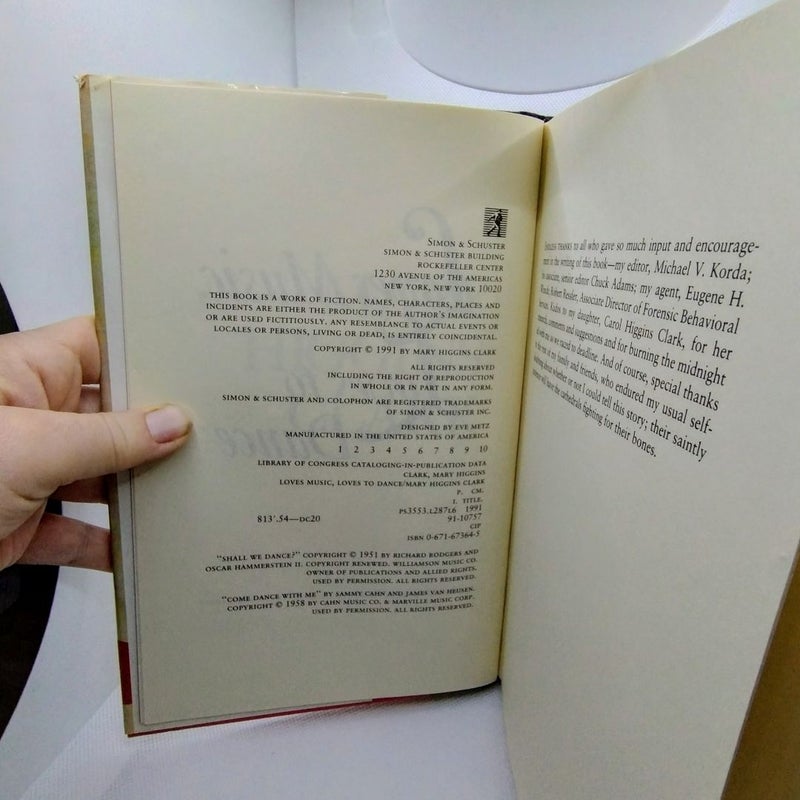 SIMON & SCHUSTER
SIMON & SCHUSTER BUILDING
ROCKEFELLER CENTER
1230 AVENUE OF THE AMERICAS
NEW YORK, NEW YORK 10020
THIS BOOK IS A WORK OF FICTION. NAMES, CHARACTERS, PLACES AND
INCIDENTS ARE EITHER THE PRODUCT OF THE AUTHOR'S IMAGINATION
OR ARE USED FICTITIOUSLY. ANY RESEMBLANCE TO ACTUAL EVENTS OR
LOCALES OR PERSONS, LIVING OR DEAD, IS ENTIRELY COINCIDENTAL.
COPYRIGHT © 1991 BY MARY HIGGINS CLARK
ALL RIGHTS RESERVED
INCLUDING THE RIGHT OF REPRODUCTION
IN WHOLE OR IN PART IN ANY FORM.
SIMON & SCHUSTER AND COLOPHON ARE REGISTERED TRADEMARKS
OF SIMON & SCHUSTER INC.
DESIGNED BY EVE METZ
MANUFACTURED IN THE UNITED STATES OF AMERICA
1 2 3 4 5 6 7 8 9 10
LIBRARY OF CONGRESS CATALOGING-IN-PUBLICATION DATA
CLARK, MARY HIGGINS
LOVES MUSIC, LOVES TO DANCE/MARY HIGGINS CLARK
P. CM.
I. TITLE.
PS3553.L287L6 1991
813'.54—DC20 91-10757
CIP
ISBN 0-671-67364-5
"SHALL WE DANCE?" COPYRIGHT © 1951 BY RICHARD RODGERS AND
OSCAR HAMMERSTEIN II. COPYRIGHT RENEWED. WILLIAMSON MUSIC CO.
OWNER OF PUBLICATIONS AND ALLIED RIGHTS.
USED BY PERMISSION. ALL RIGHTS RESERVED.
"COME DANCE WITH ME" BY SAMMY CAHN AND JAMES VAN HEUSEN.
COPYRIGHT © 1958 BY CAHN MUSIC CO. & MARVILLE MUSIC CORP.
USED BY PERMISSION. ALL RIGHTS RESERVED.
ENDLESS THANKS to all who gave so much input and encourage-
ment in the writing of this book—my editor, Michael V. Korda;
associate, senior editor Chuck Adams; my agent, Eugene H.
Robert Ressler, Associate Director of Forensic Behavioral
Kudos to my daughter, Carol Higgins Clark, for her
comments and suggestions and for burning the midnight
me as we raced to deadline. And of course, special thanks
to the rest of my family and friends, who endured my usual self-
whether or not I could tell this story; their saintly
will have the cathedrals fighting for their bones.